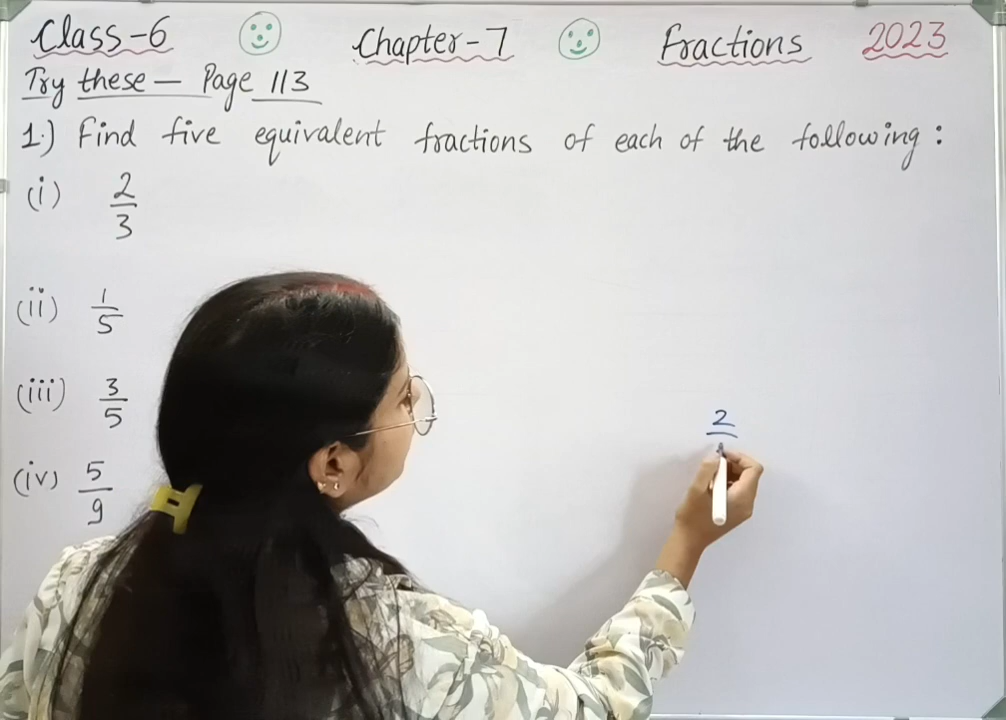 Class-6 Chapter-7 Fractions 2023
Try these - Page 113
1.) Find five equivalent fractions of each of the following:
(i) 2/3
(ii) 1/5
(iii) 3/5
(iv) 5/9
2